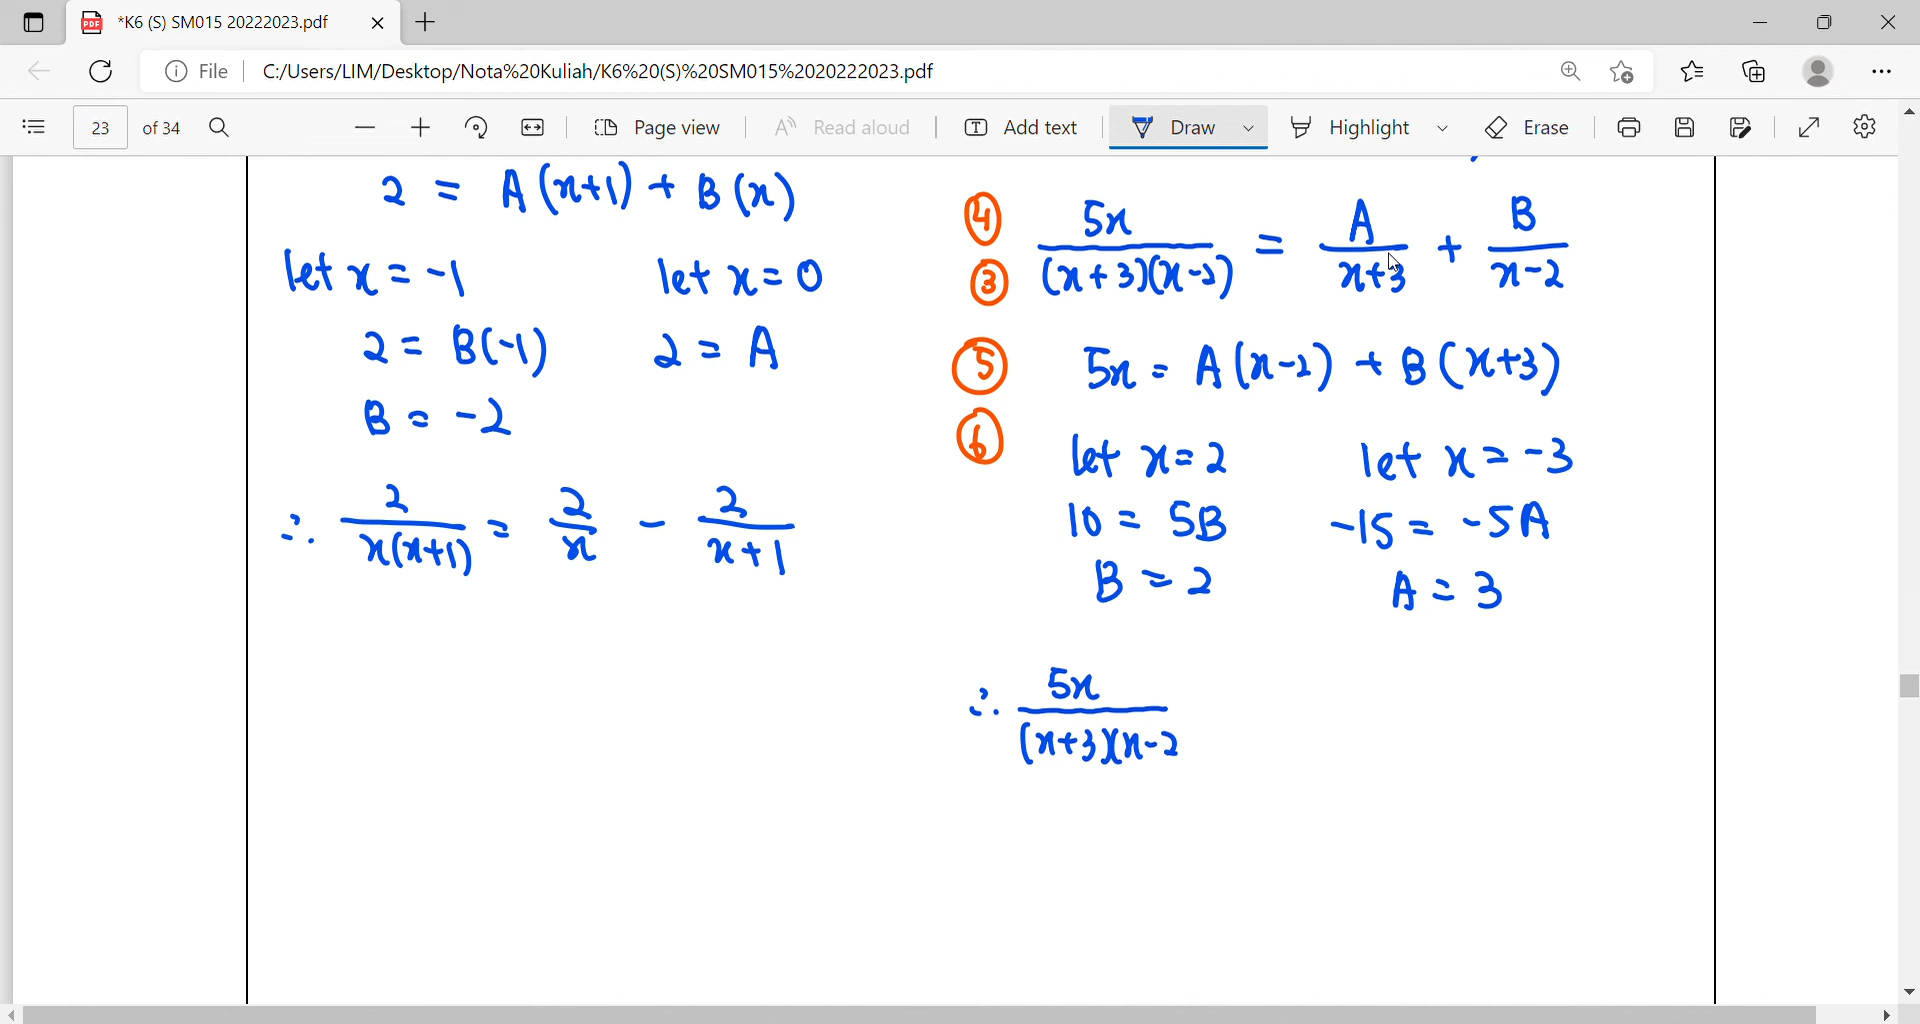 *K6 (S) SM015 20222023.pdf
File
C:/Users/LIM/Desktop/Nota%20Kuliah/K6%20(S)%20SM015%2020222023.pdf
23 of 34
Page view
Read aloud
Add text
Draw
Highlight
Erase
2 = A(x+1) + B(x)
let x = -1 let x = 0
2 = B(-1) 2 = A
B = -2
∴ 2/x(x+1) = 2/x - 2/x+1
④ 5x/(x+3)(x-2) = A/x+3 + B/x-2
③
⑤ 5x = A(x-2) + B(x+3)
⑥ let x=2 let x = -3
10 = 5B -15 = -5A
B = 2 A = 3
∴ 5x/(x+3)(x-2